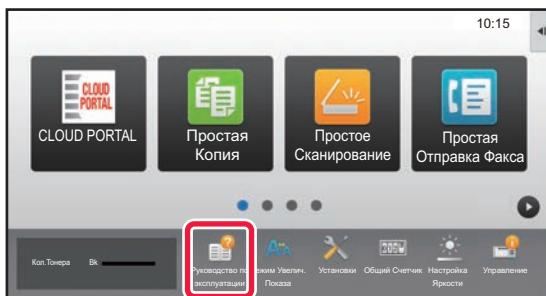 10:15
CLOUD
PORTAL
CLOUD PORTAL
Простая
Копия
Простое
Сканирование
Простая
Отправка Факса
Кол.Тонера Bk
Руководство по
эксплуатации
Режим Увелич.
Показа
Установки
Общий Счетчик
Настройка
Яркости
Управление